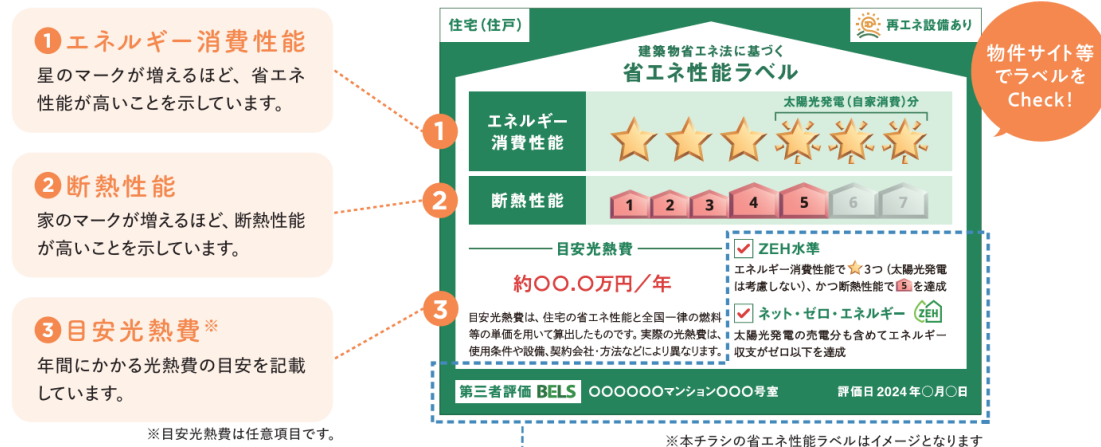 ❶エネルギー消費性能
星のマークが増えるほど、省エネ
性能が高いことを示しています。
❷断熱性能
家のマークが増えるほど、断熱性能
が高いことを示しています。
❸目安光熱費※
年間にかかる光熱費の目安を記載
しています。
※目安光熱費は任意項目です。
住宅(住戸)
再エネ設備あり
物件サイト等
でラベルを
Check!
建築物省エネ法に基づく
省エネ性能ラベル
太陽光発電(自家消費)分
1
エネルギー
消費性能
2
断熱性能
1 2 3 4 5 6 7
3
目安光熱費
約〇〇.〇万円/年
目安光熱費は、住宅の省エネ性能と全国一律の燃料
等の単価を用いて算出したものです。実際の光熱費は、
使用条件や設備、契約会社・方法などにより異なります。
ZEH水準
エネルギー消費性能で⭐3つ(太陽光発電
は考慮しない)、かつ断熱性能で5を達成
ネット・ゼロ・エネルギー ZEH
太陽光発電の売電分も含めてエネルギー
収支がゼロ以下を達成
第三者評価 BELS 〇〇〇〇〇〇マンション〇〇〇号室 評価日2024年〇月〇日
※本チラシの省エネ性能ラベルはイメージとなります